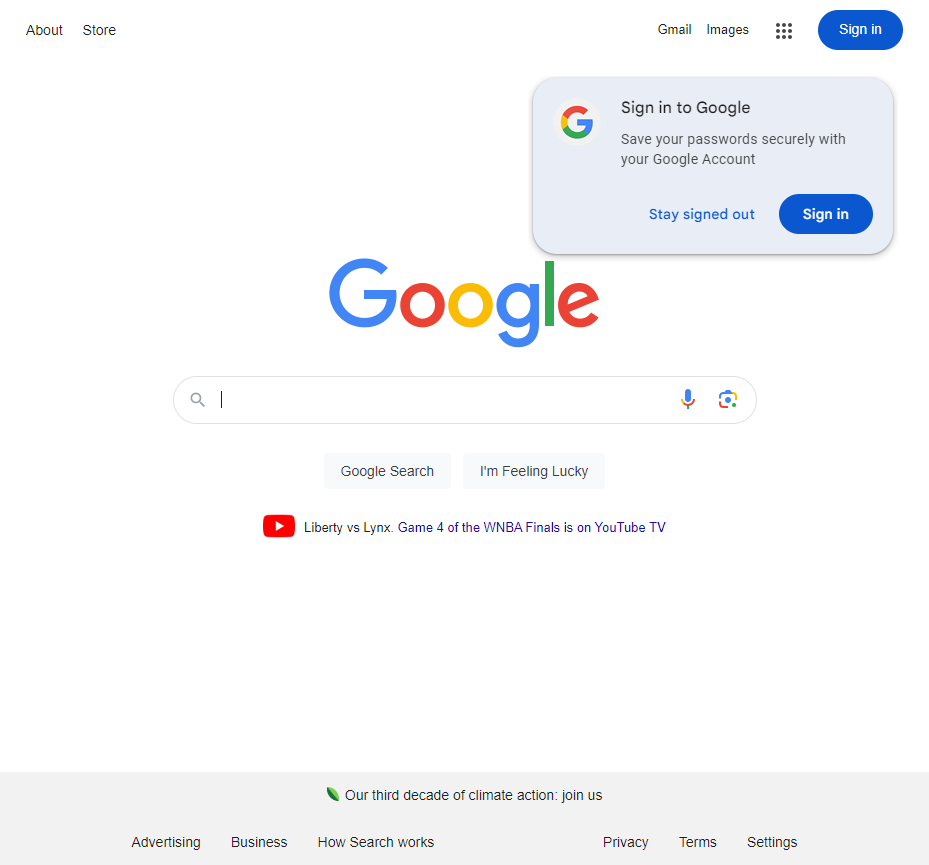 About Store
Gmail Images Sign in
Sign in to Google
Save your passwords securely with
your Google Account
Stay signed out Sign in
Google
Google Search I'm Feeling Lucky
Liberty vs Lynx. Game 4 of the WNBA Finals is on YouTube TV
Our third decade of climate action: join us
Advertising Business How Search works
Privacy Terms Settings